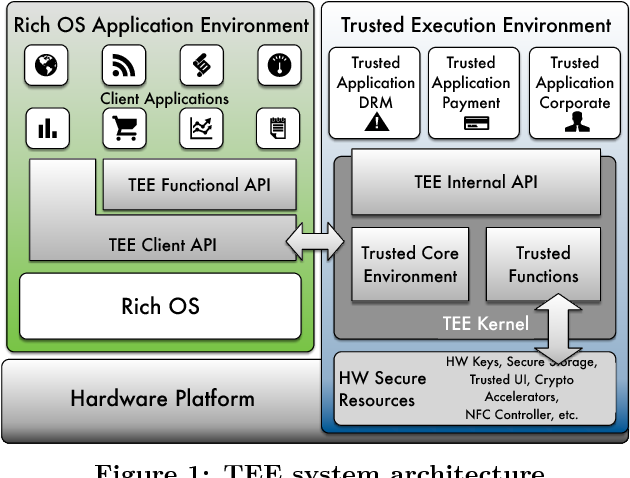 Rich OS Application Environment
Client Applications
TEE Functional API
TEE Client API
Rich OS
Hardware Platform
Trusted Execution Environment
Trusted
Application
DRM
Trusted
Application
Payment
Trusted
Application
Corporate
TEE Internal API
Trusted Core
Environment
Trusted
Functions
TEE Kernel
HW Secure
Resources
HW Keys, Secure Storage,
Trusted UI, Crypto
Accelerators,
NFC Controller, etc.
Figure 1: TEE system architecture